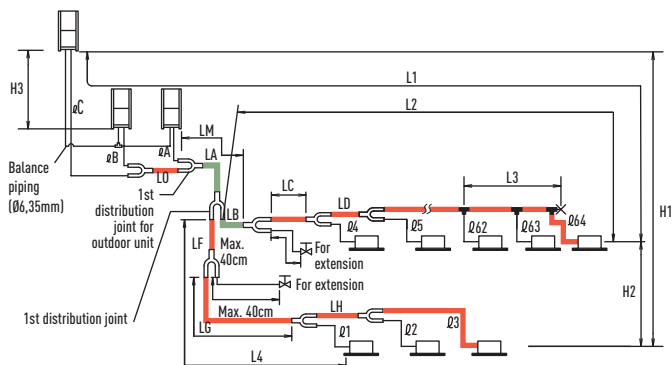 L1
L2
H3
ℓC
LM
L3
ℓB
ℓA
LA
Balance
piping
(Ø6,35mm)
LO
1st
distribution
joint for
outdoor unit
LB
LC
LD
ℓ4
ℓ5
ℓ62
ℓ63
ℓ64
H1
LF
Max.
40cm
For
extension
For extension
H2
1st distribution joint
Max. 40cm
LG
LH
ℓ1
ℓ2
ℓ3
L4